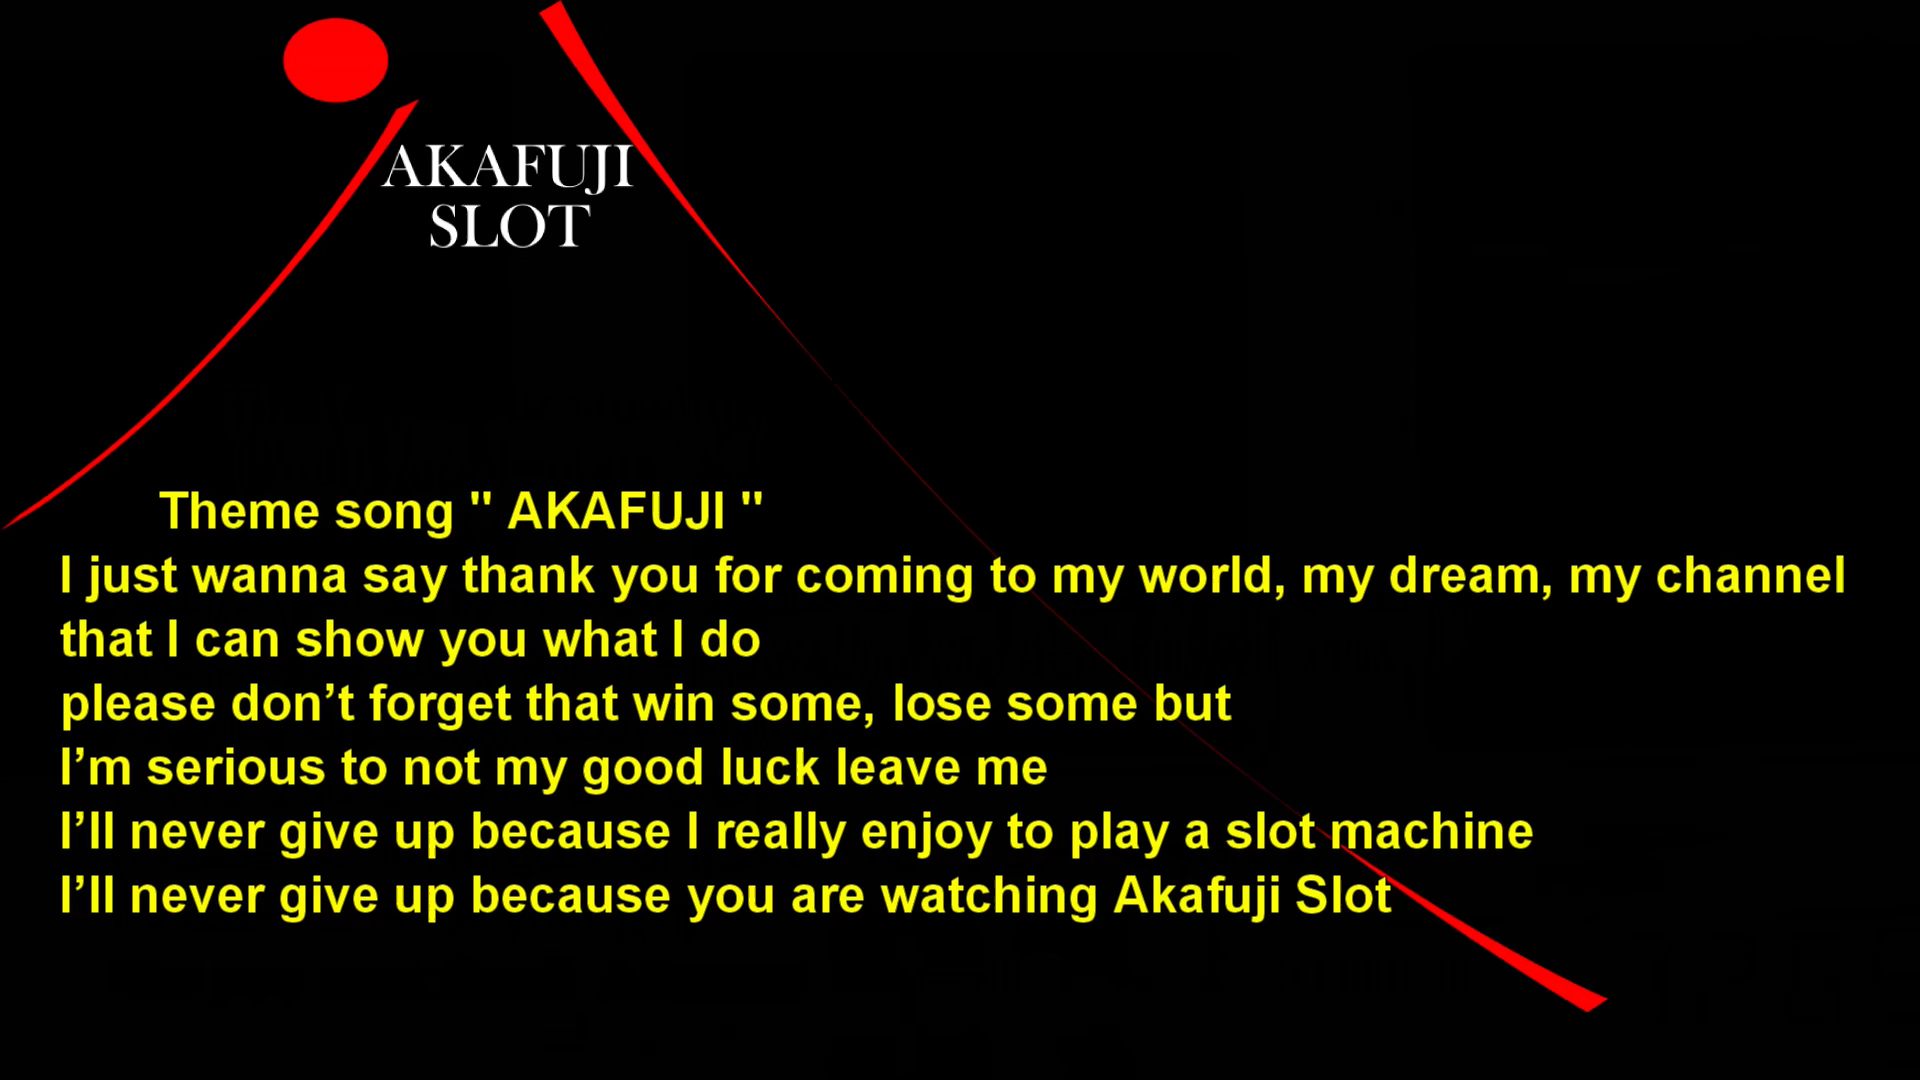 AKAFUJI
SLOT
Theme song " AKAFUJI "
I just wanna say thank you for coming to my world, my dream, my channel
that I can show you what I do
please don’t forget that win some, lose some but
I’m serious to not my good luck leave me
I’ll never give up because I really enjoy to play a slot machine
I’ll never give up because you are watching Akafuji Slot